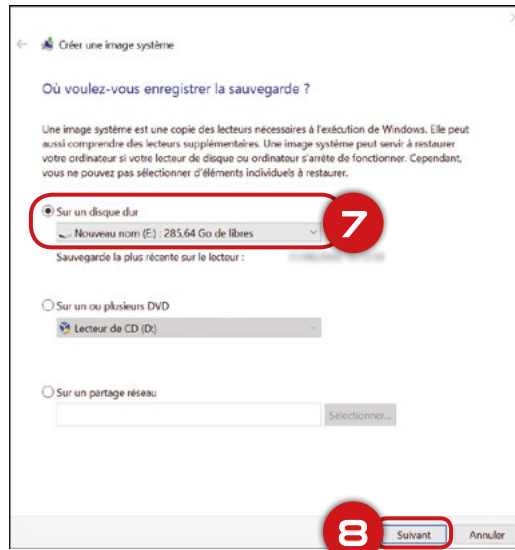 Créer une image système
Où voulez-vous enregistrer la sauvegarde ?
Une image système est une copie des lecteurs nécessaires à l'exécution de Windows. Elle peut
aussi comprendre des lecteurs supplémentaires. Une image système peut servir à restaurer
votre ordinateur si votre lecteur de disque ou ordinateur s'arrête de fonctionner. Cependant,
vous ne pouvez pas sélectionner d'éléments individuels à restaurer.
Sur un disque dur
Nouveau nom (E:) : 285,64 Go de libres
7
Sauvegarde la plus récente sur le lecteur :
Sur un ou plusieurs DVD
Lecteur de CD (D:)
Sur un partage réseau
Sélectionner...
8
Suivant
Annuler